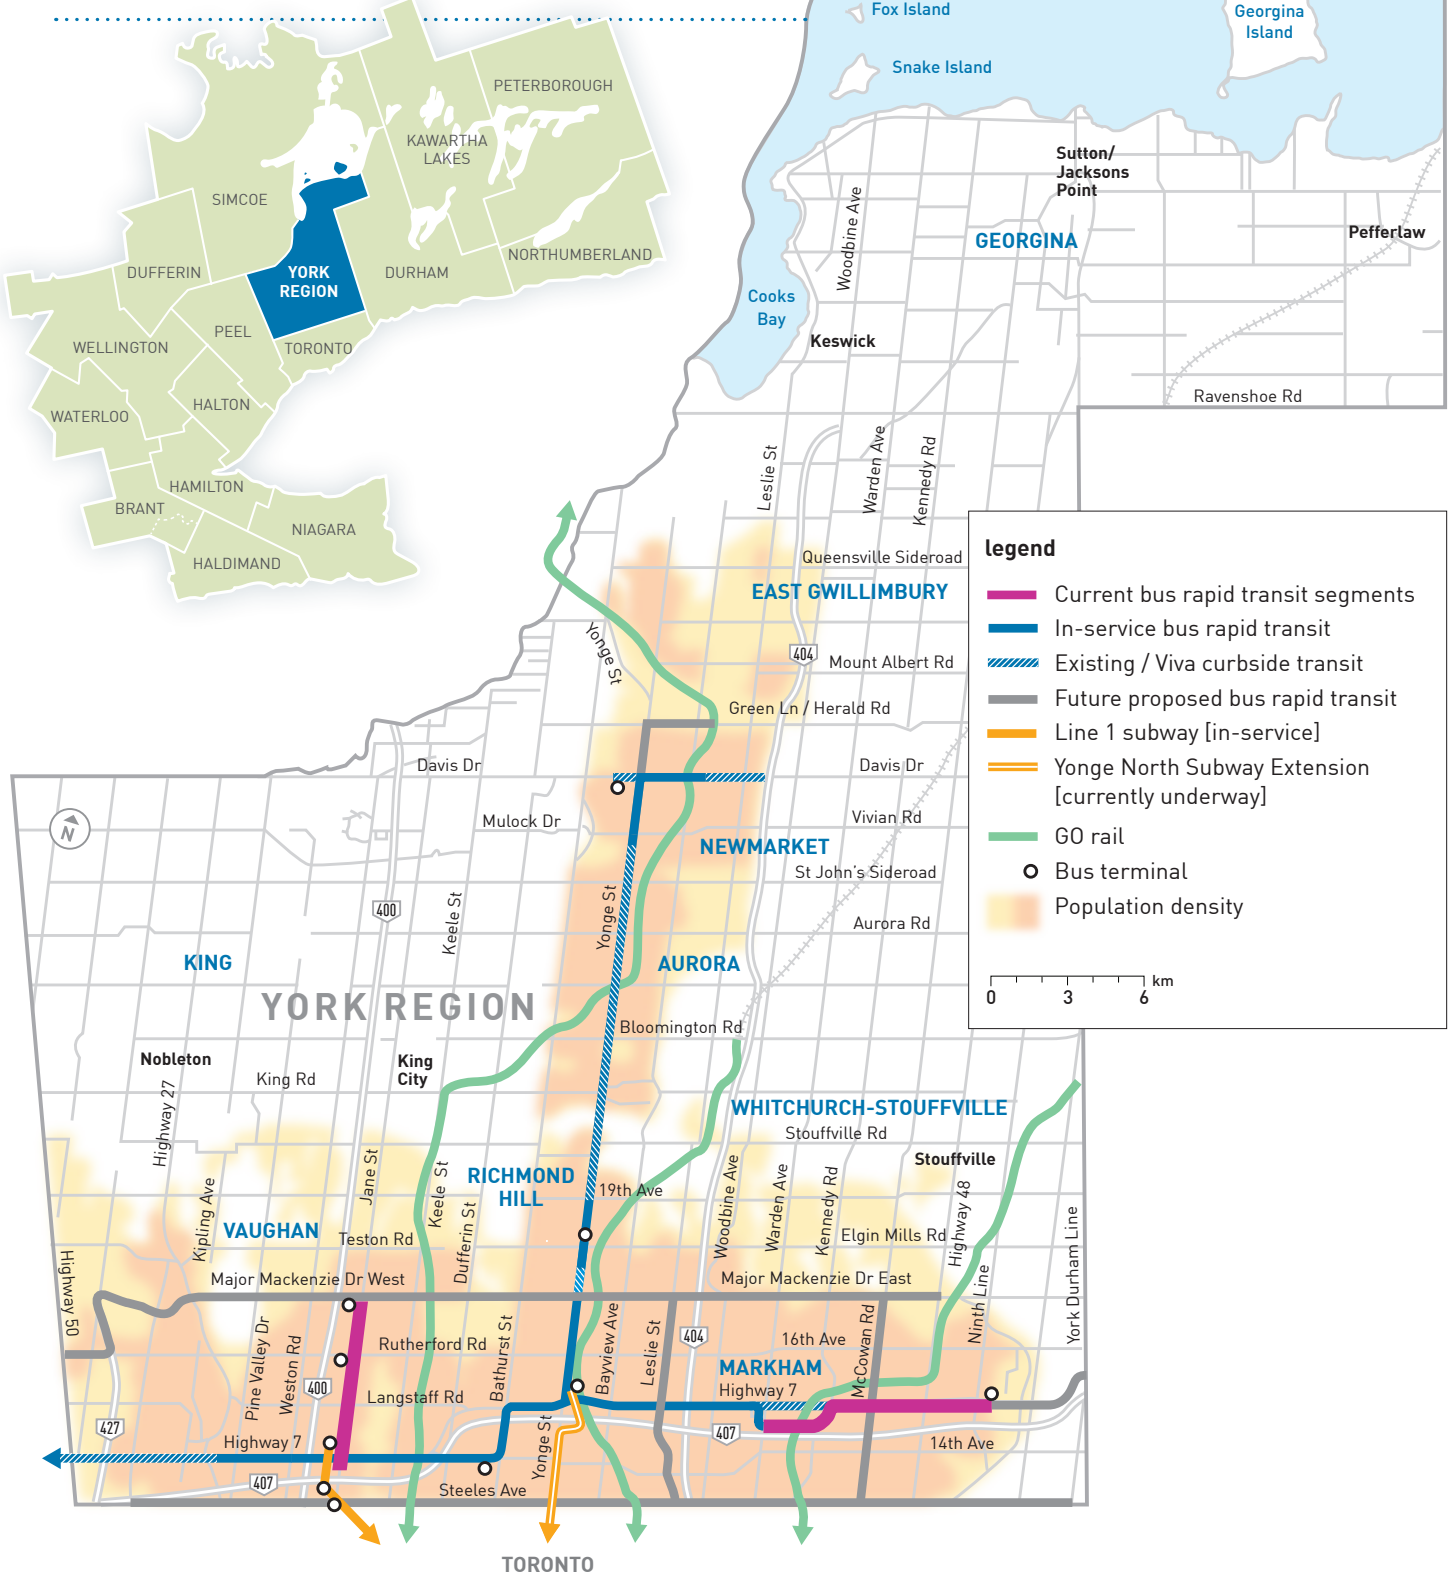 Fox Island
Georgina
Island
Snake Island
PETERBOROUGH
KAWARTHA
LAKES
SIMCOE
NORTHUMBERLAND
DUFFERIN
YORK
REGION
DURHAM
PEEL
WELLINGTON
TORONTO
HALTON
WATERLOO
HAMILTON
BRANT
NIAGARA
HALDIMAND
Sutton/
Jacksons
Point
Woodbine Ave
GEORGINA
Pefferlaw
Cooks
Bay
Keswick
Ravenshoe Rd
Leslie St
Warden Ave
Kennedy Rd
Queensville Sideroad
EAST GWILLIMBURY
Yonge St
404
Mount Albert Rd
Green Ln / Herald Rd
Davis Dr
Davis Dr
Mulock Dr
Vivian Rd
N
NEWMARKET
St John's Sideroad
400
Keele St
Yonge St
Aurora Rd
KING
AURORA
YORK REGION
Bloomington Rd
legend
Current bus rapid transit segments
In-service bus rapid transit
Existing / Viva curbside transit
Future proposed bus rapid transit
Line 1 subway [in-service]
Yonge North Subway Extension
[currently underway]
GO rail
Bus terminal
Population density
km
0 3 6
Nobleton
King
City
King Rd
Highway 27
WHITCHURCH-STOUFFVILLE
Stouffville Rd
Stouffville
Jane St
Keele St
RICHMOND
HILL
19th Ave
Kipling Ave
Dufferin St
Woodbine Ave
Warden Ave
Kennedy Rd
Highway 48
VAUGHAN
Teston Rd
Elgin Mills Rd
York Durham Line
Highway 50
Major Mackenzie Dr West
Major Mackenzie Dr East
Ninth Line
Pine Valley Dr
Weston Rd
Rutherford Rd
Bathurst St
Bayview Ave
Leslie St
404
16th Ave
McCowan Rd
MARKHAM
400
Langstaff Rd
Highway 7
427
Highway 7
Yonge St
407
14th Ave
407
Steeles Ave
TORONTO